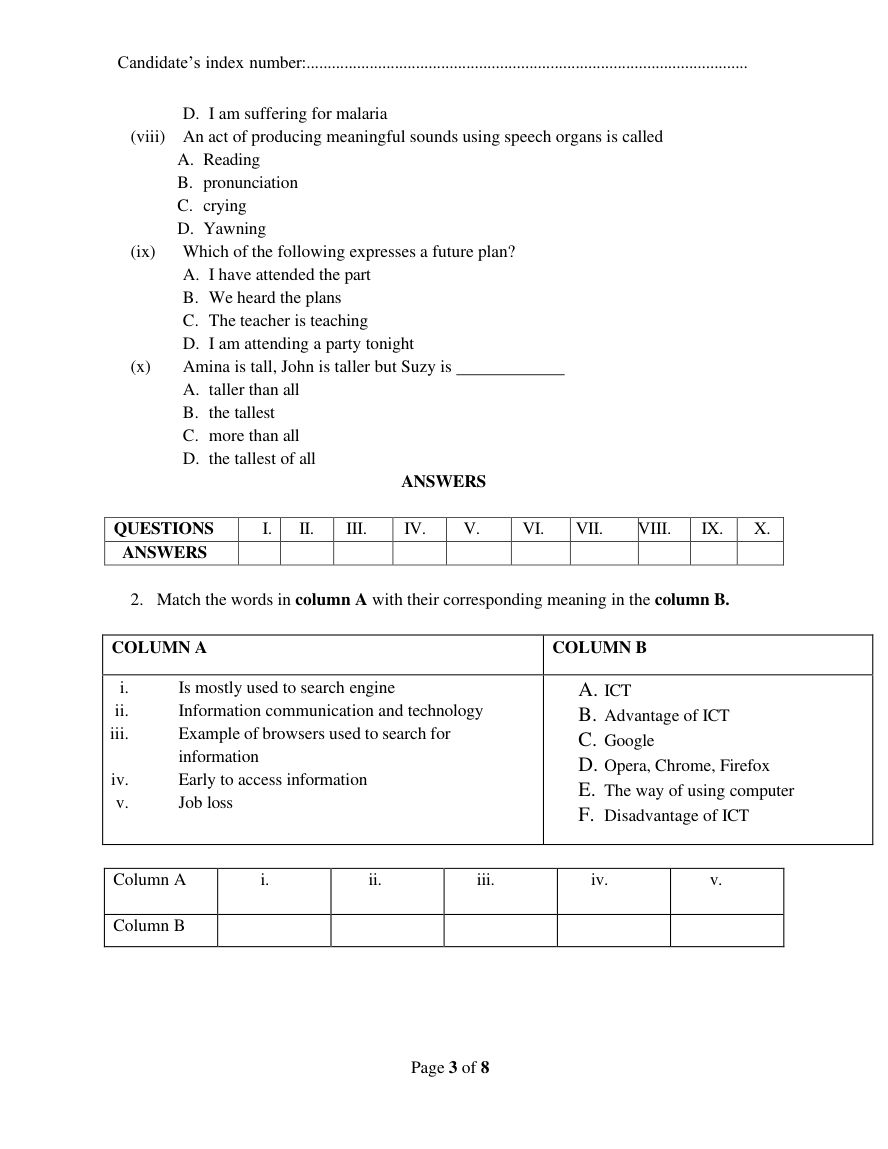 Candidate's index number:.........................................................................................................
D. I am suffering for malaria
(viii) An act of producing meaningful sounds using speech organs is called
A. Reading
B. pronunciation
C. crying
D. Yawning
(ix) Which of the following expresses a future plan?
A. I have attended the part
B. We heard the plans
C. The teacher is teaching
D. I am attending a party tonight
(x) Amina is tall, John is taller but Suzy is ____________
A. taller than all
B. the tallest
C. more than all
D. the tallest of all
ANSWERS
QUESTIONS I. II. III. IV. V. VI. VII. VIII. IX. X.
ANSWERS
2. Match the words in column A with their corresponding meaning in the column B.
COLUMN A
i. Is mostly used to search engine
ii. Information communication and technology
iii. Example of browsers used to search for
information
iv. Early to access information
v. Job loss
COLUMN B
A. ICT
B. Advantage of ICT
C. Google
D. Opera, Chrome, Firefox
E. The way of using computer
F. Disadvantage of ICT
Column A i. ii. iii. iv. v.
Column B
Page 3 of 8